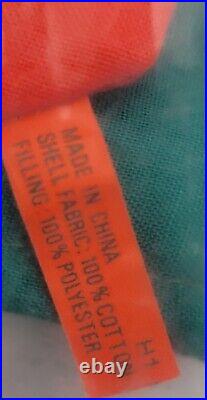 MADE IN CHINA
SHELL FABRIC: 100% COTTON
FILLING: 100% POLYESTER
H1